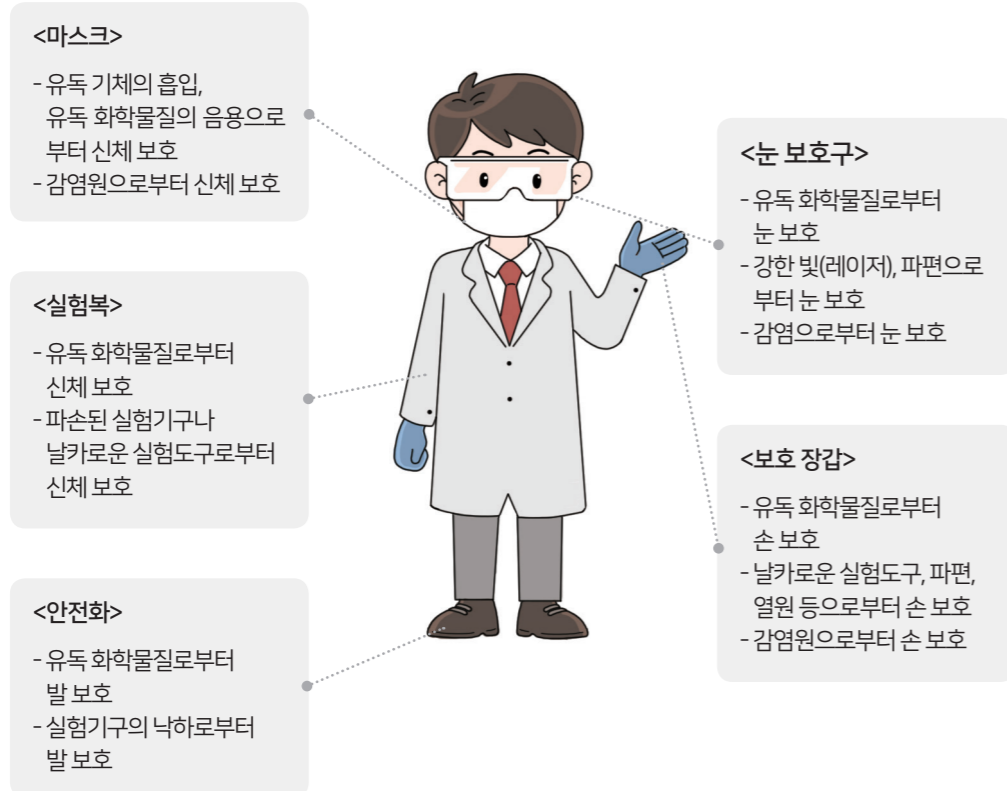 <마스크>
- 유독 기체의 흡입,
유독 화학물질의 음용으로
부터 신체 보호
- 감염원으로부터 신체 보호
<실험복>
- 유독 화학물질로부터
신체 보호
- 파손된 실험기구나
날카로운 실험도구로부터
신체 보호
<안전화>
- 유독 화학물질로부터
발 보호
- 실험기구의 낙하로부터
발 보호
<눈 보호구>
- 유독 화학물질로부터
눈 보호
- 강한 빛(레이저), 파편으로
부터 눈 보호
- 감염으로부터 눈 보호
<보호 장갑>
- 유독 화학물질로부터
손 보호
- 날카로운 실험도구, 파편,
열원 등으로부터 손 보호
- 감염원으로부터 손 보호